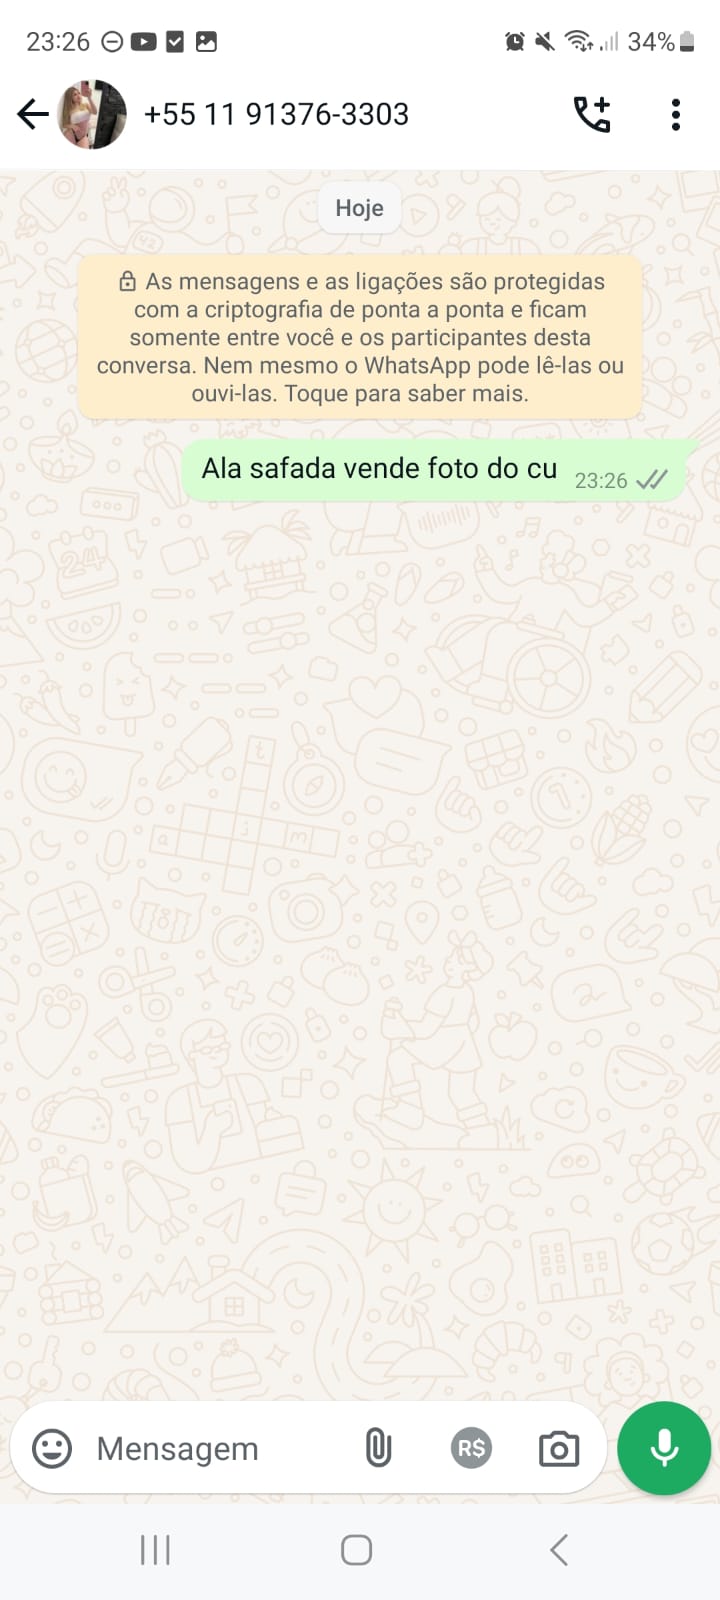 23:26 34%
+55 11 91376-3303
Hoje
As mensagens e as ligações são protegidas
com a criptografia de ponta a ponta e ficam
somente entre você e os participantes desta
conversa. Nem mesmo o WhatsApp pode lê-las ou
ouvi-las. Toque para saber mais.
Ala safada vende foto do cu 23:26
Mensagem R$